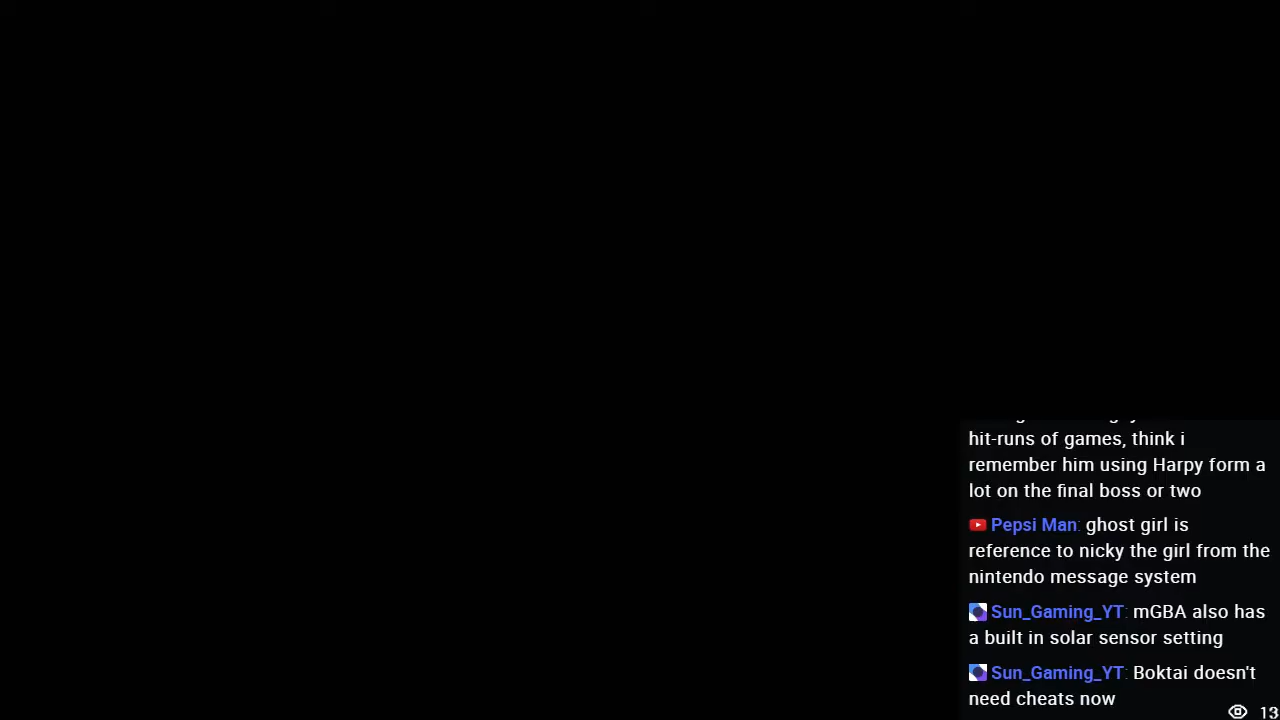 hit-runs of games, think i
remember him using Harpy form a
lot on the final boss or two
Pepsi Man: ghost girl is
reference to nicky the girl from the
nintendo message system
Sun_Gaming_YT: mGBA also has
a built in solar sensor setting
Sun_Gaming_YT: Boktai doesn't
need cheats now
13